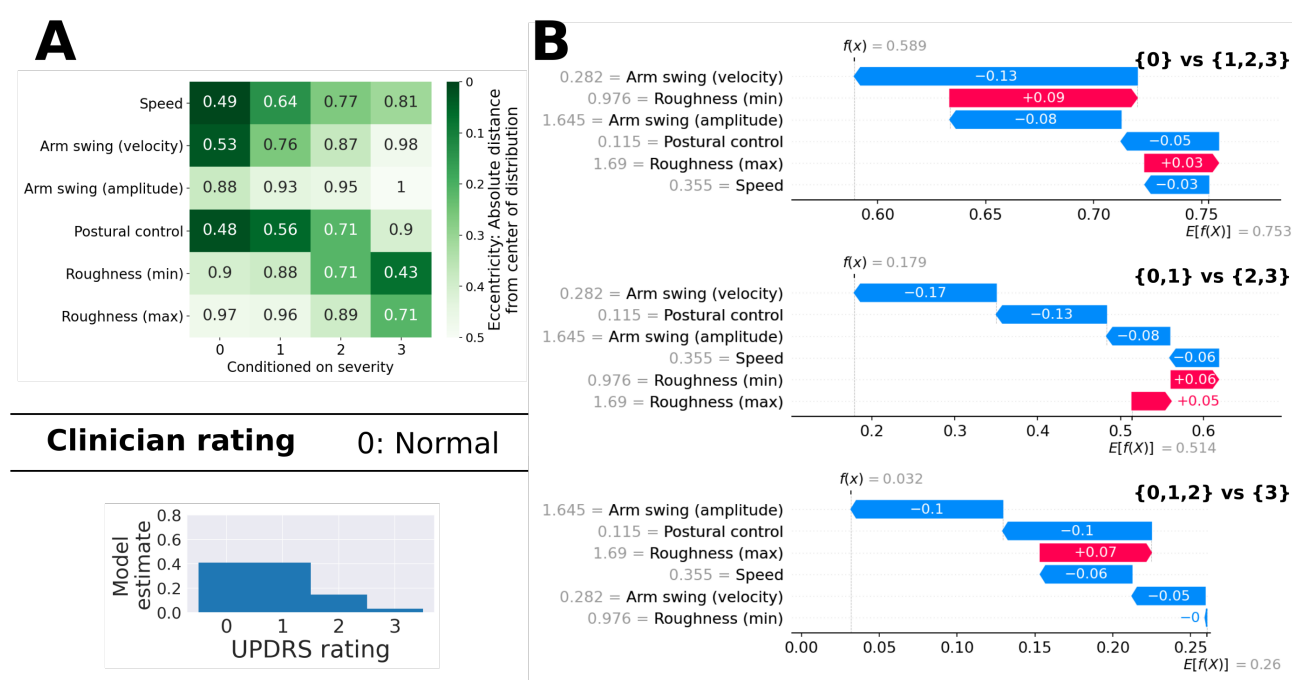 A
Speed 0.49 0.64 0.77 0.81
Arm swing (velocity) 0.53 0.76 0.87 0.98
Arm swing (amplitude) 0.88 0.93 0.95 1
Postural control 0.48 0.56 0.71 0.9
Roughness (min) 0.9 0.88 0.71 0.43
Roughness (max) 0.97 0.96 0.89 0.71
0 1 2 3
Conditioned on severity
0
0.1
0.2
0.3
0.4
0.5
Eccentricity: Absolute distance
from center of distribution
Clinician rating 0: Normal
Model
estimate
0.8
0.6
0.4
0.2
0.0
0 1 2 3
UPDRS rating
B
f(x) = 0.589
{0} vs {1,2,3}
0.282 = Arm swing (velocity) −0.13
0.976 = Roughness (min) +0.09
1.645 = Arm swing (amplitude) −0.08
0.115 = Postural control −0.05
1.69 = Roughness (max) +0.03
0.355 = Speed −0.03
0.60 0.65 0.70 0.75
E[f(X)] = 0.753
f(x) = 0.179
{0,1} vs {2,3}
0.282 = Arm swing (velocity) −0.17
0.115 = Postural control −0.13
1.645 = Arm swing (amplitude) −0.08
0.355 = Speed −0.06
0.976 = Roughness (min) +0.06
1.69 = Roughness (max) +0.05
0.2 0.3 0.4 0.5 0.6
E[f(X)] = 0.514
f(x) = 0.032
{0,1,2} vs {3}
1.645 = Arm swing (amplitude) −0.1
0.115 = Postural control −0.1
1.69 = Roughness (max) +0.07
0.355 = Speed −0.06
0.282 = Arm swing (velocity) −0.05
0.976 = Roughness (min) −0
0.00 0.05 0.10 0.15 0.20 0.25
E[f(X)] = 0.26